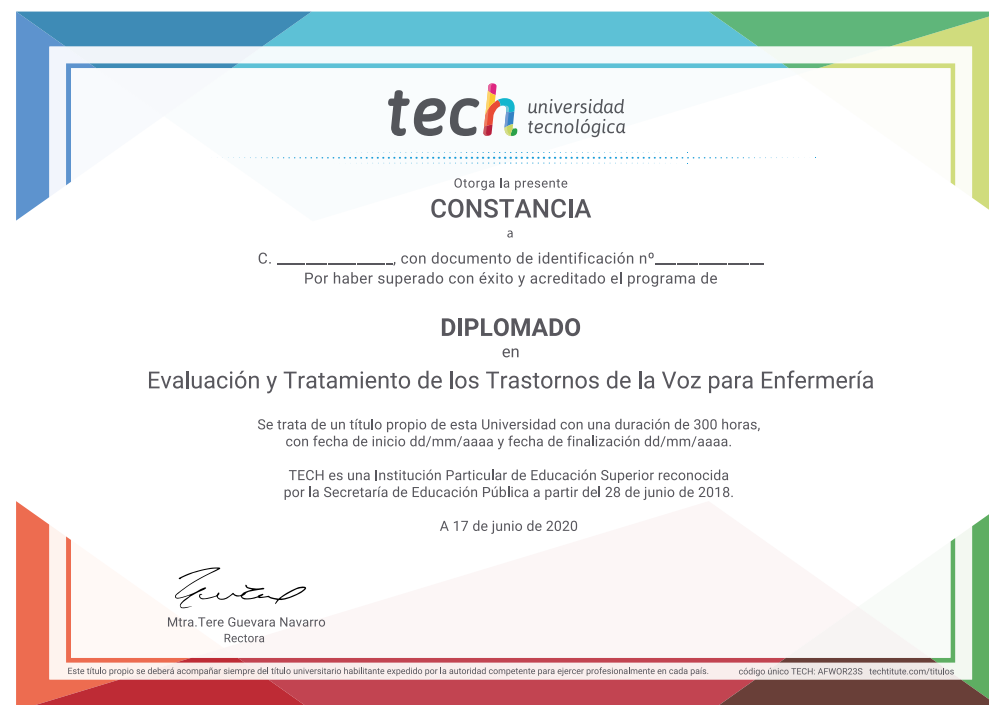 tech universidad
tecnológica
Otorga la presente
CONSTANCIA
a
C. ____________, con documento de identificación nº____________
Por haber superado con éxito y acreditado el programa de
DIPLOMADO
en
Evaluación y Tratamiento de los Trastornos de la Voz para Enfermería
Se trata de un título propio de esta Universidad con una duración de 300 horas,
con fecha de inicio dd/mm/aaaa y fecha de finalización dd/mm/aaaa.
TECH es una Institución Particular de Educación Superior reconocida
por la Secretaría de Educación Pública a partir del 28 de junio de 2018.
A 17 de junio de 2020
Mtra.Tere Guevara Navarro
Rectora
Este título propio se deberá acompañar siempre del título universitario habilitante expedido por la autoridad competente para ejercer profesionalmente en cada país. código único TECH: AFWOR23S techtitute.com/titulos